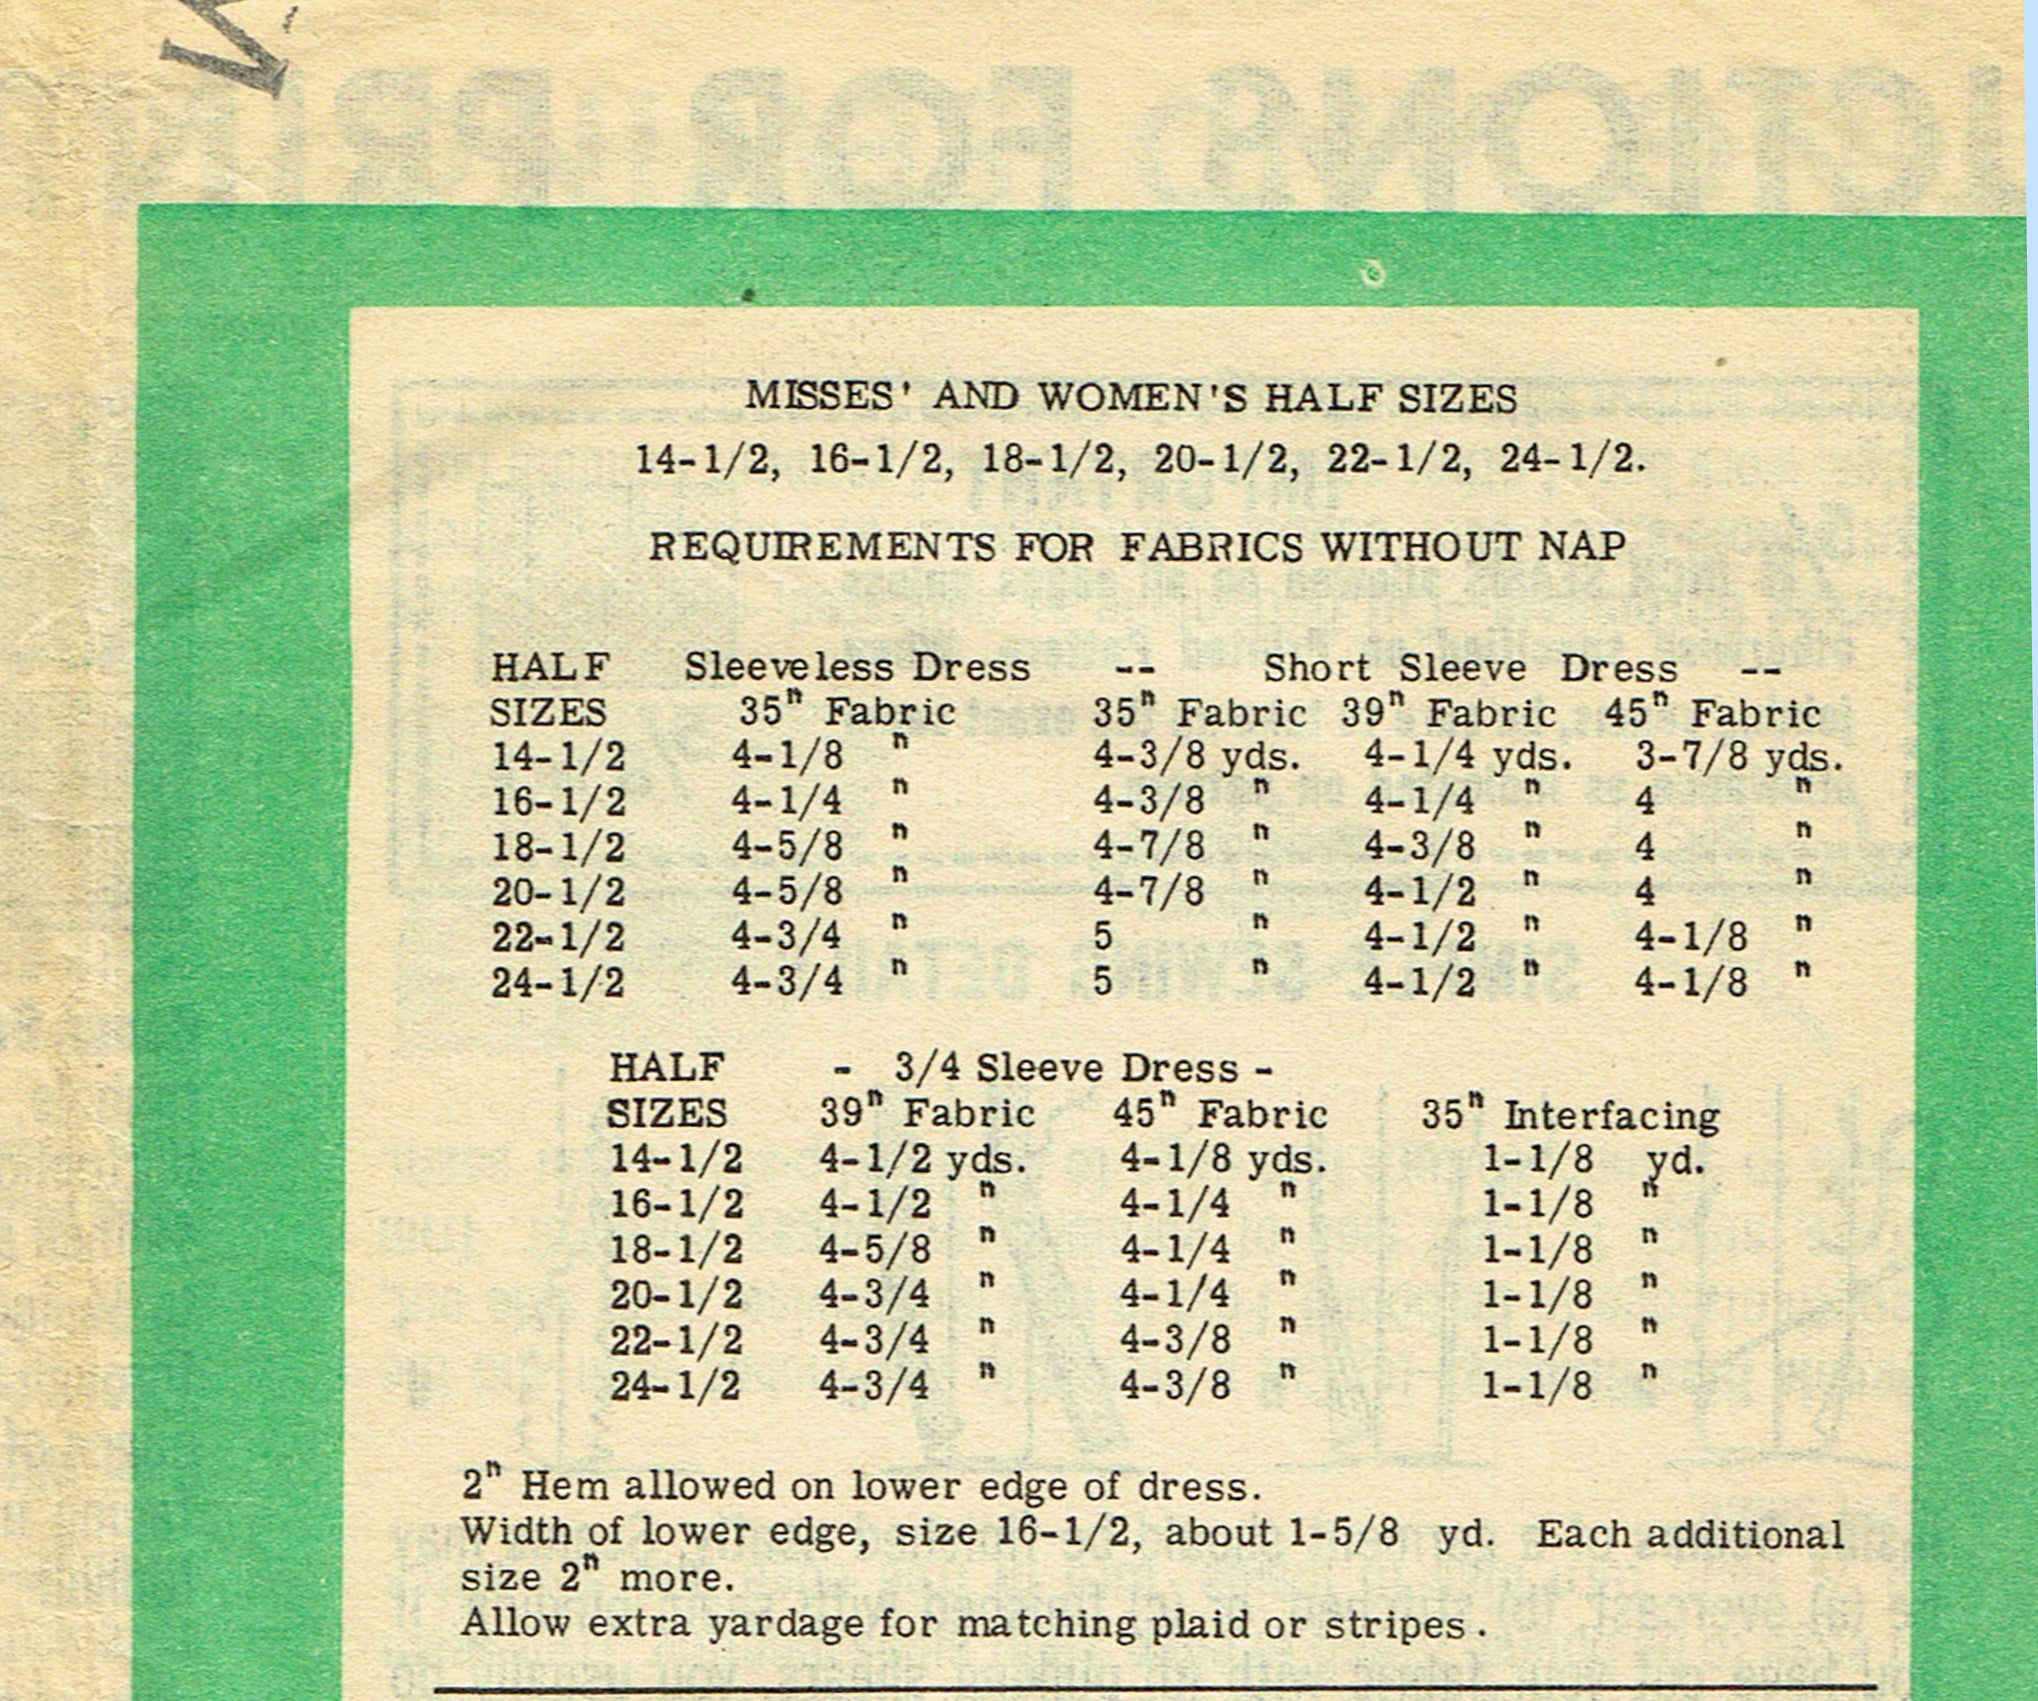 MISSES' AND WOMEN'S HALF SIZES
14-1/2, 16-1/2, 18-1/2, 20-1/2, 22-1/2, 24-1/2.
REQUIREMENTS FOR FABRICS WITHOUT NAP
HALF Sleeveless Dress -- Short Sleeve Dress --
SIZES 35" Fabric 35" Fabric 39" Fabric 45" Fabric
14-1/2 4-1/8 " 4-3/8 yds. 4-1/4 yds. 3-7/8 yds.
16-1/2 4-1/4 " 4-3/8 " 4-1/4 " 4 "
18-1/2 4-5/8 " 4-7/8 " 4-3/8 " 4 "
20-1/2 4-5/8 " 4-7/8 " 4-1/2 " 4 "
22-1/2 4-3/4 " 5 " 4-1/2 " 4-1/8 "
24-1/2 4-3/4 " 5 " 4-1/2 " 4-1/8 "
HALF - 3/4 Sleeve Dress -
SIZES 39" Fabric 45" Fabric 35" Interfacing
14-1/2 4-1/2 yds. 4-1/8 yds. 1-1/8 yd.
16-1/2 4-1/2 " 4-1/4 " 1-1/8 "
18-1/2 4-5/8 " 4-1/4 " 1-1/8 "
20-1/2 4-3/4 " 4-1/4 " 1-1/8 "
22-1/2 4-3/4 " 4-3/8 " 1-1/8 "
24-1/2 4-3/4 " 4-3/8 " 1-1/8 "
2" Hem allowed on lower edge of dress.
Width of lower edge, size 16-1/2, about 1-5/8 yd. Each additional
size 2" more.
Allow extra yardage for matching plaid or stripes.